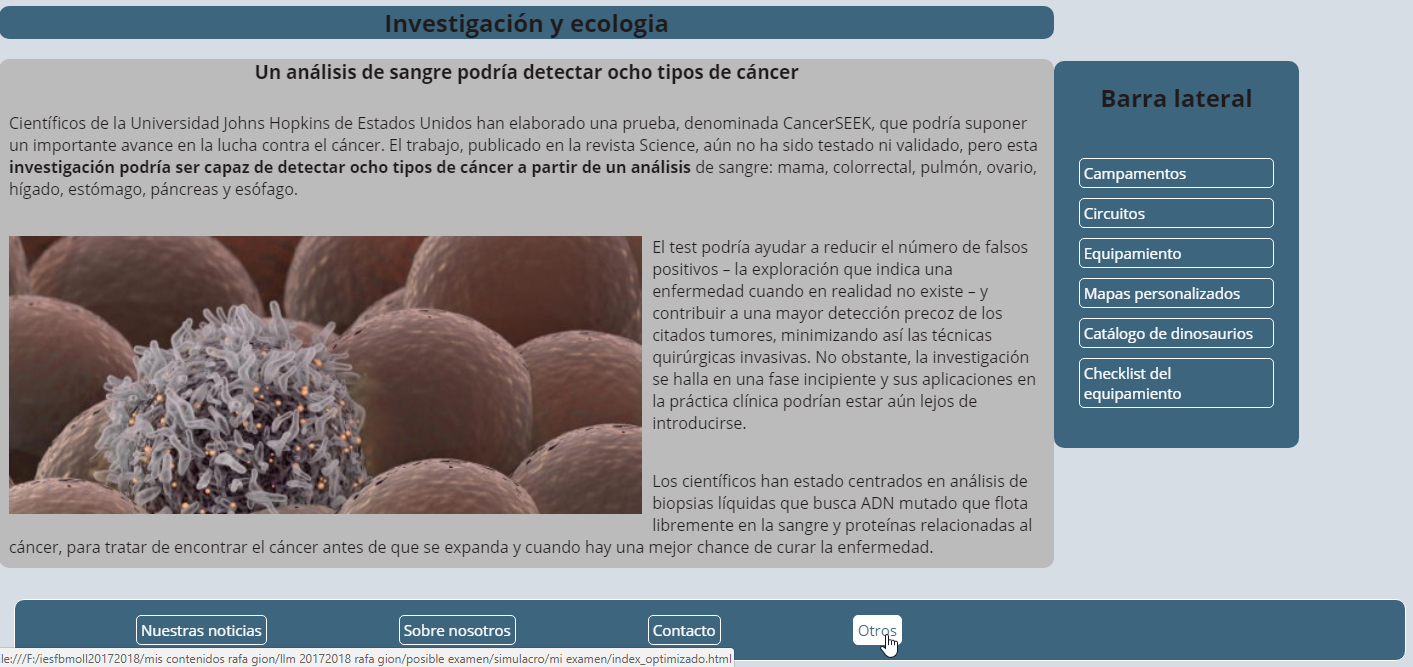 Investigación y ecologia
Un análisis de sangre podría detectar ocho tipos de cáncer
Científicos de la Universidad Johns Hopkins de Estados Unidos han elaborado una prueba, denominada CancerSEEK, que podría suponer
un importante avance en la lucha contra el cáncer. El trabajo, publicado en la revista Science, aún no ha sido testado ni validado, pero esta
investigación podría ser capaz de detectar ocho tipos de cáncer a partir de un análisis de sangre: mama, colorrectal, pulmón, ovario,
hígado, estómago, páncreas y esófago.
El test podría ayudar a reducir el número de falsos
positivos – la exploración que indica una
enfermedad cuando en realidad no existe – y
contribuir a una mayor detección precoz de los
citados tumores, minimizando así las técnicas
quirúrgicas invasivas. No obstante, la investigación
se halla en una fase incipiente y sus aplicaciones en
la práctica clínica podrían estar aún lejos de
introducirse.
Los científicos han estado centrados en análisis de
biopsias líquidas que busca ADN mutado que flota
libremente en la sangre y proteínas relacionadas al
cáncer, para tratar de encontrar el cáncer antes de que se expanda y cuando hay una mejor chance de curar la enfermedad.
Barra lateral
Campamentos
Circuitos
Equipamiento
Mapas personalizados
Catálogo de dinosaurios
Checklist del
equipamiento
Nuestras noticias
Sobre nosotros
Contacto
Otros
le:///F:/iesfbmoll20172018/mis contenidos rafa gion/llm 20172018 rafa gion/posible examen/simulacro/mi examen/index_optimizado.html